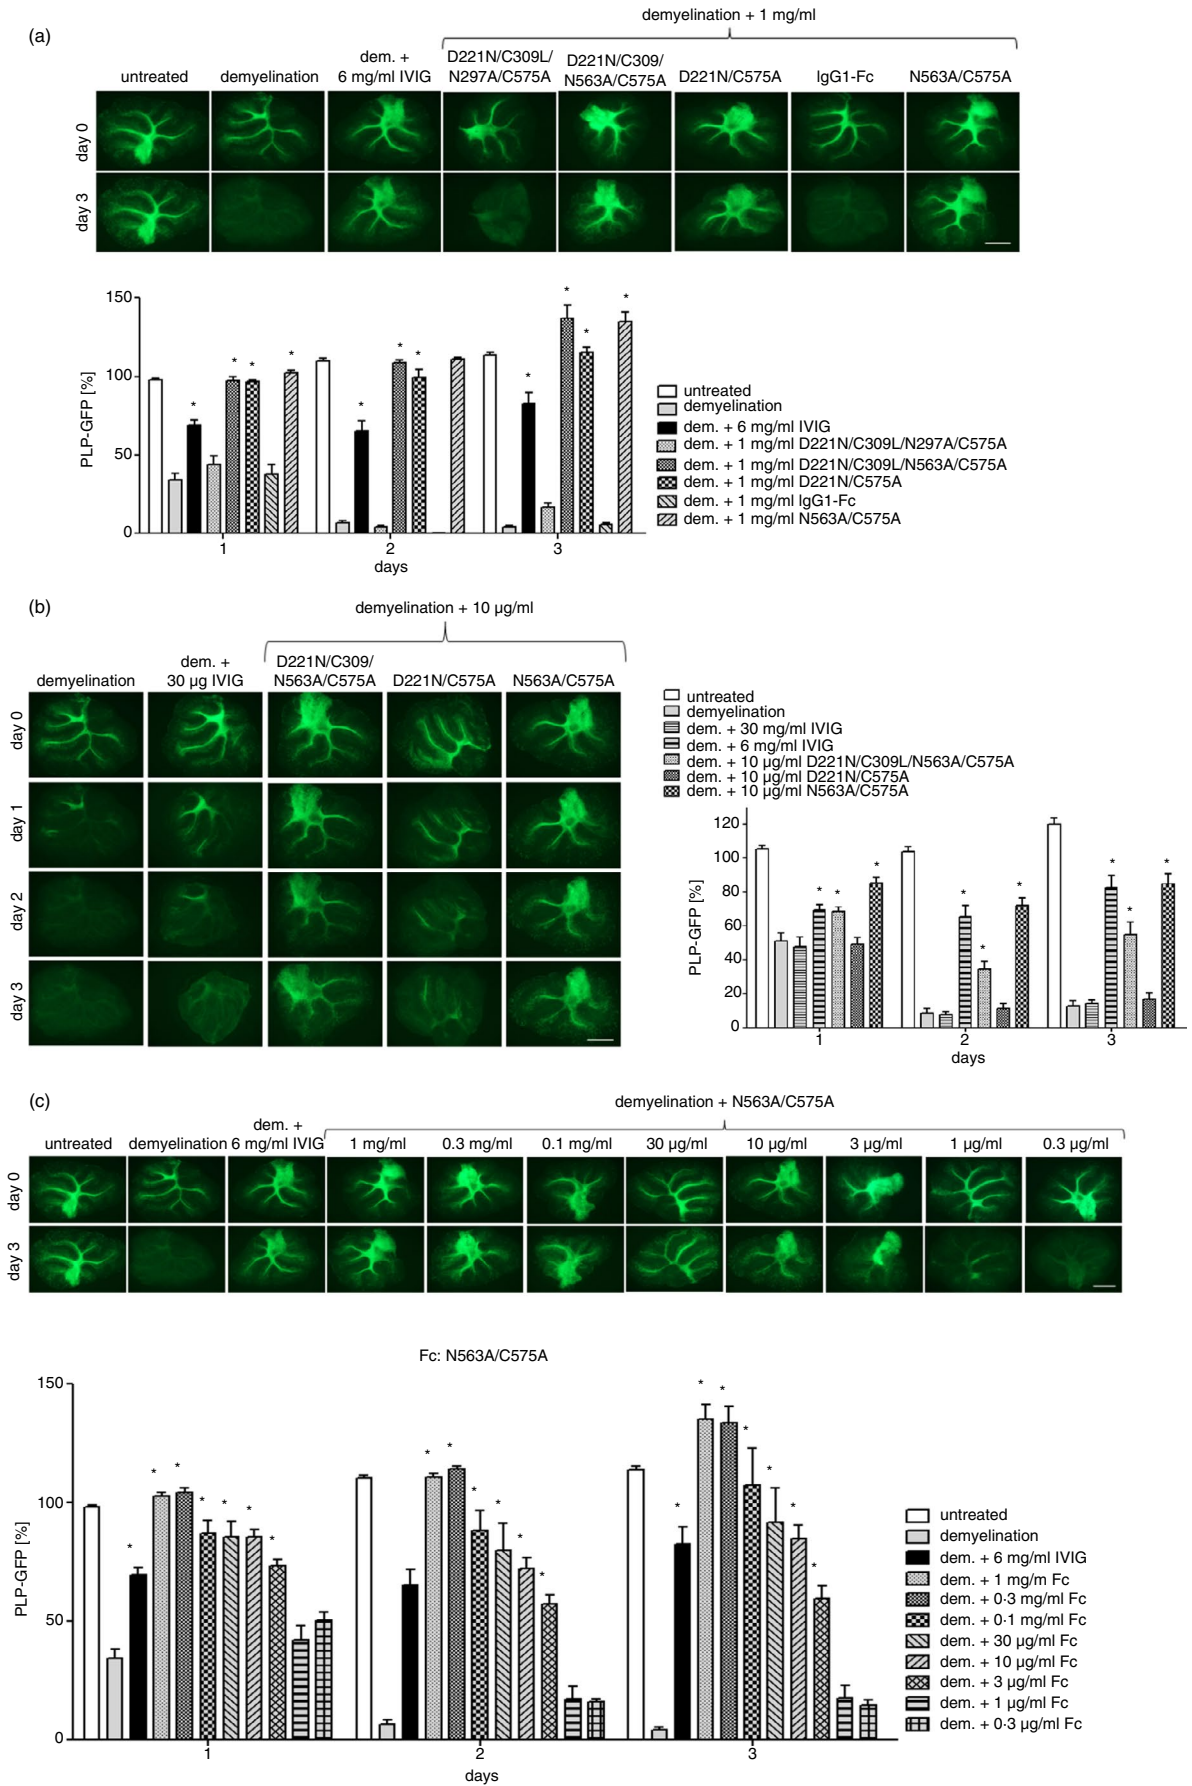 (a)
demyelination + 1 mg/ml
untreated
demyelination
dem. +
6 mg/ml IVIG
D221N/C309L/
N297A/C575A
D221N/C309/
N563A/C575A
D221N/C575A
IgG1-Fc
N563A/C575A
day 0
day 3
150
100
50
0
PLP-GFP [%]
* * * * * * * * * * *
1 2 3
days
untreated
demyelination
dem. + 6 mg/ml IVIG
dem. + 1 mg/ml D221N/C309L/N297A/C575A
dem. + 1 mg/ml D221N/C309L/N563A/C575A
dem. + 1 mg/ml D221N/C575A
dem. + 1 mg/ml IgG1-Fc
dem. + 1 mg/ml N563A/C575A
(b)
demyelination + 10 µg/ml
demyelination
dem. +
30 µg IVIG
D221N/C309/
N563A/C575A
D221N/C575A
N563A/C575A
day 0
day 1
day 2
day 3
untreated
demyelination
dem. + 30 mg/ml IVIG
dem. + 6 mg/ml IVIG
dem. + 10 µg/ml D221N/C309L/N563A/C575A
dem. + 10 µg/ml D221N/C575A
dem. + 10 µg/ml N563A/C575A
120
100
80
60
40
20
0
PLP-GFP [%]
* * * * * * * * *
1 2 3
days
(c)
demyelination + N563A/C575A
untreated
demyelination
dem. +
6 mg/ml IVIG
1 mg/ml
0.3 mg/ml
0.1 mg/ml
30 µg/ml
10 µg/ml
3 µg/ml
1 µg/ml
0.3 µg/ml
day 0
day 3
Fc: N563A/C575A
150
100
50
0
PLP-GFP [%]
* * * * * * * * * * * * * * * * * * * *
1 2 3
days
untreated
demyelination
dem. + 6 mg/ml IVIG
dem. + 1 mg/m Fc
dem. + 0·3 mg/ml Fc
dem. + 0·1 mg/ml Fc
dem. + 30 µg/ml Fc
dem. + 10 µg/ml Fc
dem. + 3 µg/ml Fc
dem. + 1 µg/ml Fc
dem. + 0·3 µg/ml Fc